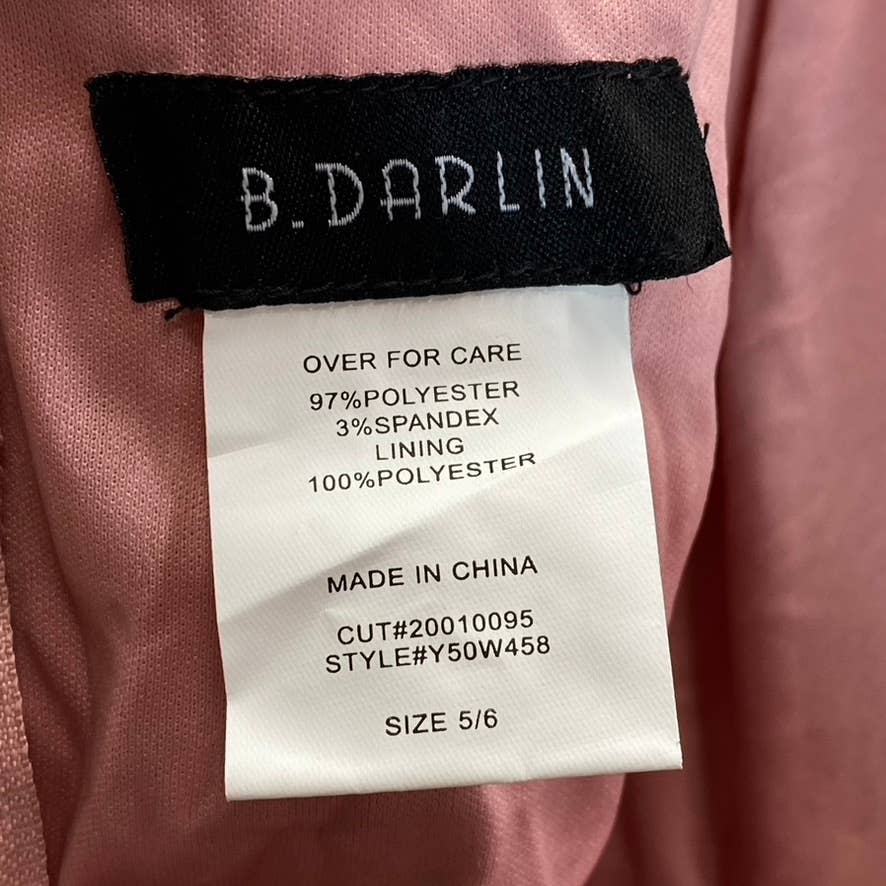 B.DARLIN
OVER FOR CARE
97%POLYESTER
3%SPANDEX
LINING
100%POLYESTER
MADE IN CHINA
CUT#20010095
STYLE#Y50W458
SIZE 5/6